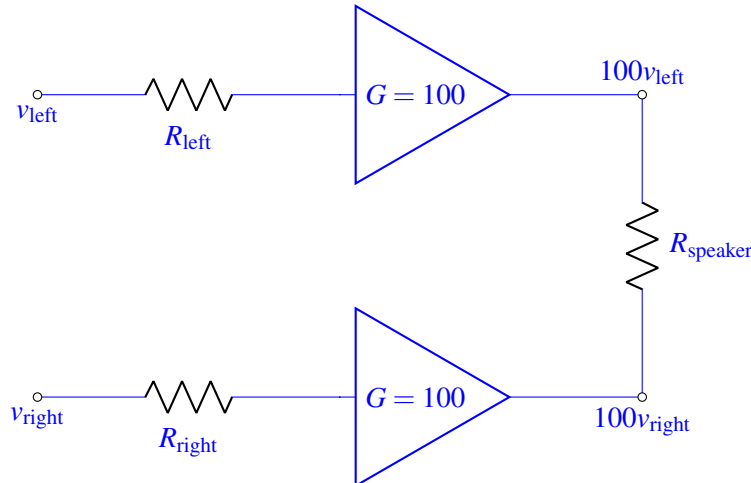 G = 100
100v_left
v_left
R_left
R_speaker
G = 100
v_right
R_right
100v_right